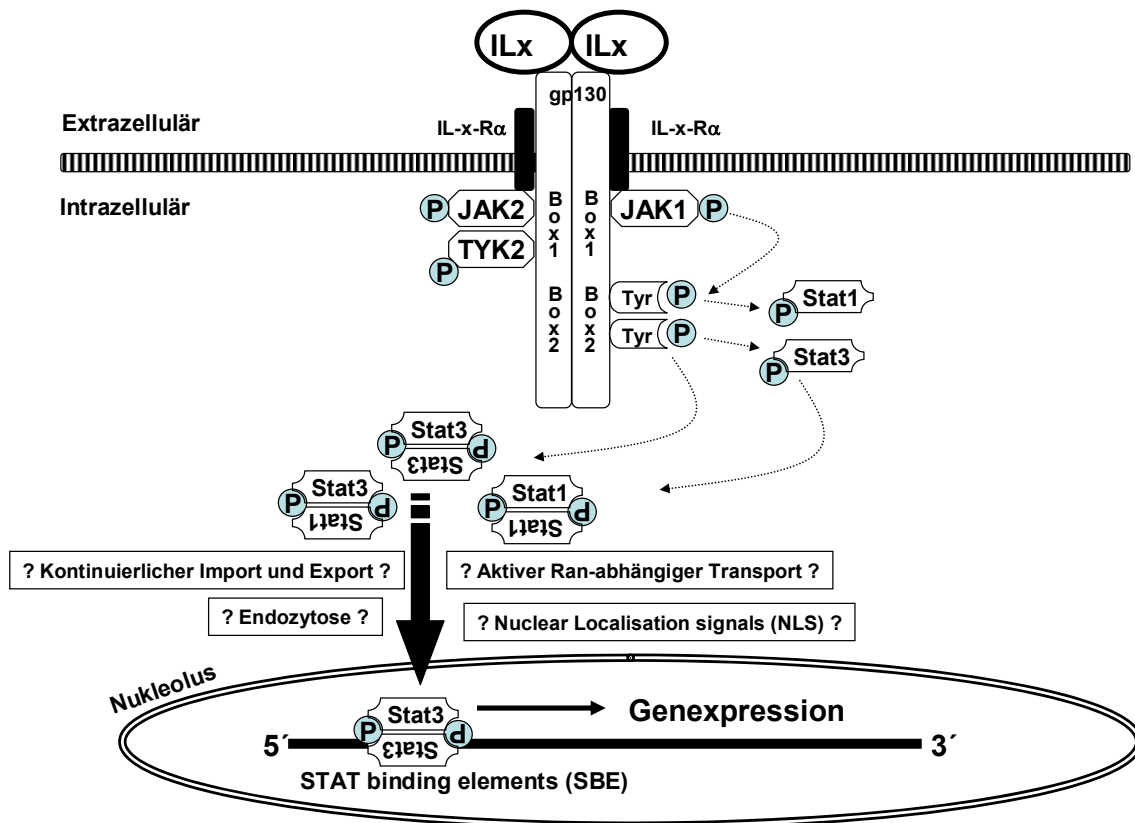 ILx ILx
gp130
Extrazellulär
IL-x-Rα IL-x-Rα
Intrazellulär
P JAK2 Box1 Box1 JAK1 P
TYK2
P
Box2 Box2 Tyr P
Stat1
P
Tyr P
Stat3
P
Stat3
P P
Stat3
Stat3
P P
Stat1
Stat1
P P
Stat1
? Kontinuierlicher Import und Export ?
? Aktiver Ran-abhängiger Transport ?
? Endozytose ?
? Nuclear Localisation signals (NLS) ?
Nukleolus
Stat3
P P
Stat3
Genexpression
5´ 3´
STAT binding elements (SBE)